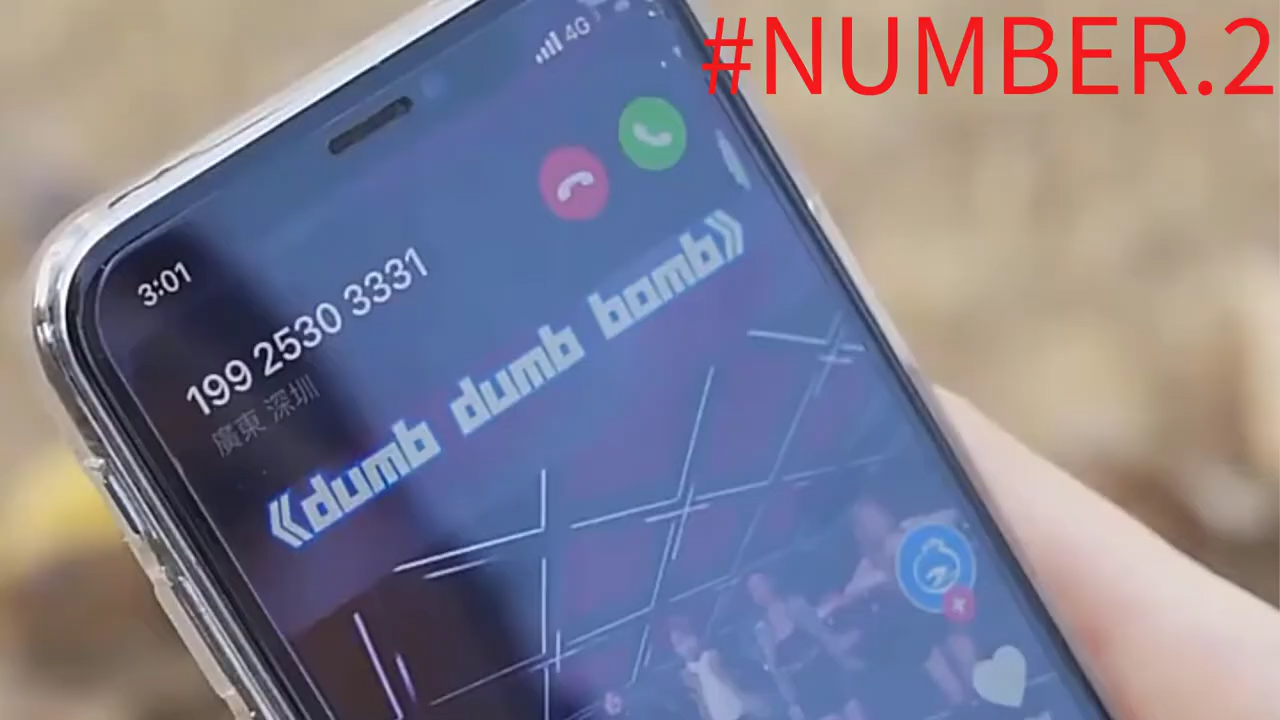 #NUMBER.2
4G
3:01
199 2530 3331
廣東 深圳
《dumb dumb bomb》